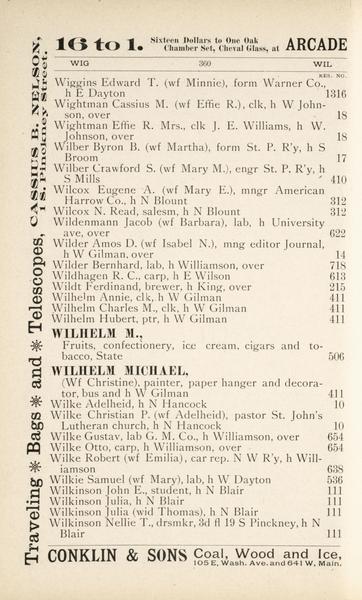 16 to 1. Sixteen Dollars to One Oak Chamber Set, Cheval Glass, at ARCADE
WIG 360 WIL
RES. NO.
Wiggins Edward T. (wf Minnie), form Warner Co.,
h E Dayton 1316
Wightman Cassius M. (wf Effie R.), clk, h W John-
son, over 18
Wightman Effie R. Mrs., clk J. E. Williams, h W.
Johnson, over 18
Wilber Byron B. (wf Martha), form St. P. R'y, h S
Broom 17
Wilber Crawford S. (wf Mary M.), engr St. P. R'y, h
S Mills 410
Wilcox Eugene A. (wf Mary E.), mngr American
Harrow Co., h N Blount 312
Wilcox N. Read, salesm, h N Blount 312
Wildenmann Jacob (wf Barbara), lab, h University
ave, over 622
Wilder Amos D. (wf Isabel N.), mng editor Journal,
h W Gilman, over 14
Wilder Bernhard, lab, h Williamson, over 718
Wildhagen R. C., carp, h E Wilson 613
Wildt Ferdinand, brewer, h King, over 215
Wilhelm Annie, clk, h W Gilman 411
Wilhelm Charles M., clk, h W Gilman 411
Wilhelm Hubert, ptr, h W Gilman 411
WILHELM M.,
Fruits, confectionery, ice cream, cigars and to-
bacco, State 506
WILHELM MICHAEL,
(Wf Christine), painter, paper hanger and decora-
tor, bus and h W Gilman 411
Wilke Adelheid, h N Hancock 10
Wilke Christian P. (wf Adelheid), pastor St. John's
Lutheran church, h N Hancock 10
Wilke Gustav, lab G. M. Co., h Williamson, over 654
Wilke Otto, carp, h Williamson, over 654
Wilke Robert (wf Emilia), car rep. N W R'y, h Will-
iamson 638
Wilkie Samuel (wf Mary), lab, h W Dayton 536
Wilkinson John E., student, h N Blair 111
Wilkinson Julia, h N Blair 111
Wilkinson Julia (wid Thomas), h N Blair 111
Wilkinson Nellie T., drsmkr, 3d fl 19 S Pinckney, h N
Blair 111
CONKLIN & SONS Coal, Wood and Ice,
105 E. Wash. Ave. and 641 W. Main.
Traveling * Bags * and * Telescopes, CASSIUS B. NELSON,
18 S. Pinckney Street.